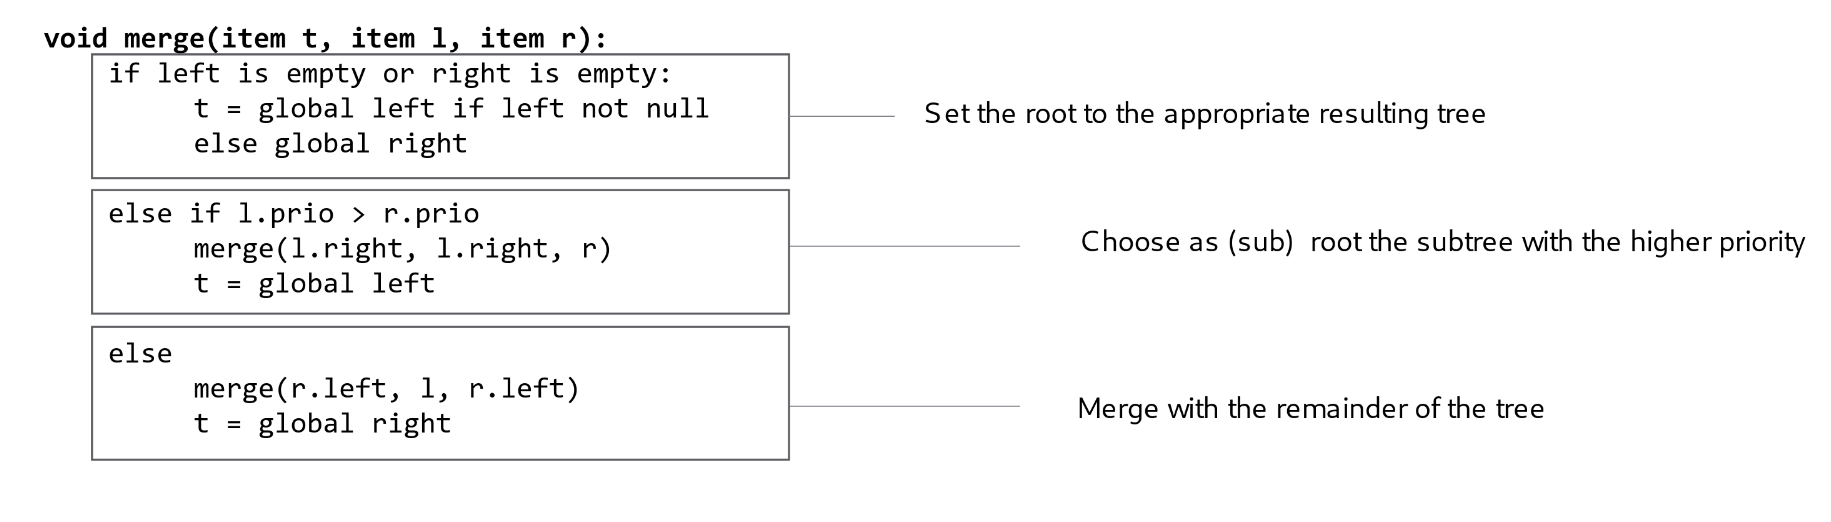 void merge(item t, item l, item r):
if left is empty or right is empty:
t = global left if left not null
else global right
Set the root to the appropriate resulting tree
else if l.prio > r.prio
merge(l.right, l.right, r)
t = global left
Choose as (sub) root the subtree with the higher priority
else
merge(r.left, l, r.left)
t = global right
Merge with the remainder of the tree